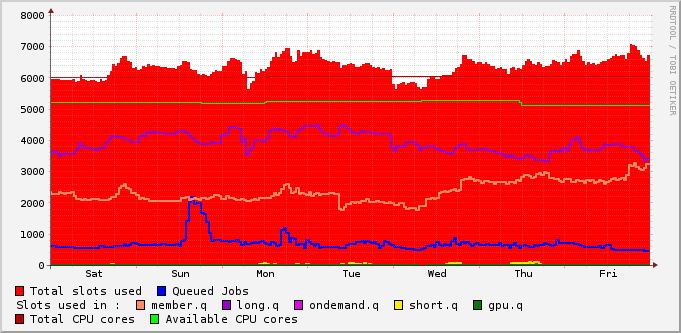 8000
7000
6000
5000
4000
3000
2000
1000
0
Sat Sun Mon Tue Wed Thu Fri
Total slots used Queued Jobs
Slots used in : member.q long.q ondemand.q short.q gpu.q
Total CPU cores Available CPU cores
RRDTOOL / TOBI OETIKER